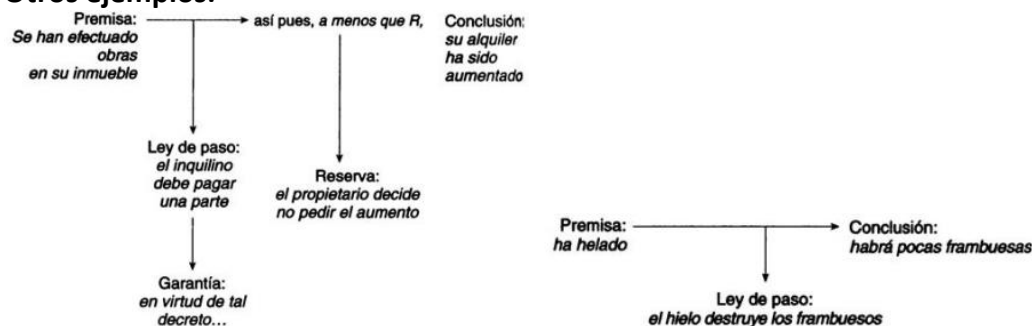 Otros ejemplos:
Premisa:
Se han efectuado
obras
en su inmueble
así pues, a menos que R,
Conclusión:
su alquiler
ha sido
aumentado
Ley de paso:
el inquilino
debe pagar
una parte
Reserva:
el propietario decide
no pedir el aumento
Garantía:
en virtud de tal
decreto...
Premisa:
ha helado
Conclusión:
habrá pocas frambuesas
Ley de paso:
el hielo destruye los frambuesos